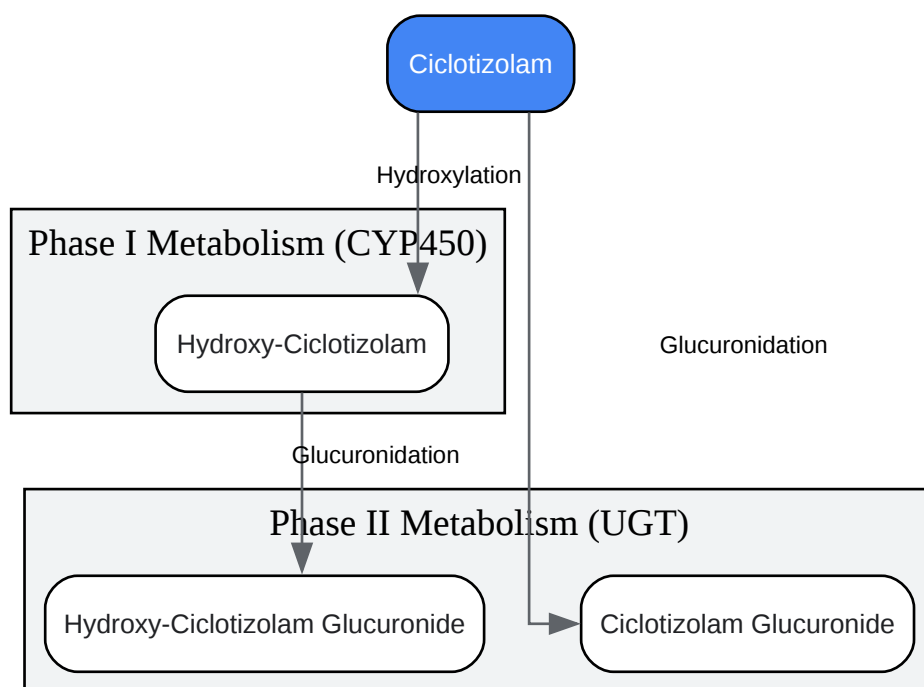 Ciclotizolam
Hydroxylation
Phase I Metabolism (CYP450)
Hydroxy-Ciclotizolam
Glucuronidation
Glucuronidation
Phase II Metabolism (UGT)
Hydroxy-Ciclotizolam Glucuronide
Ciclotizolam Glucuronide